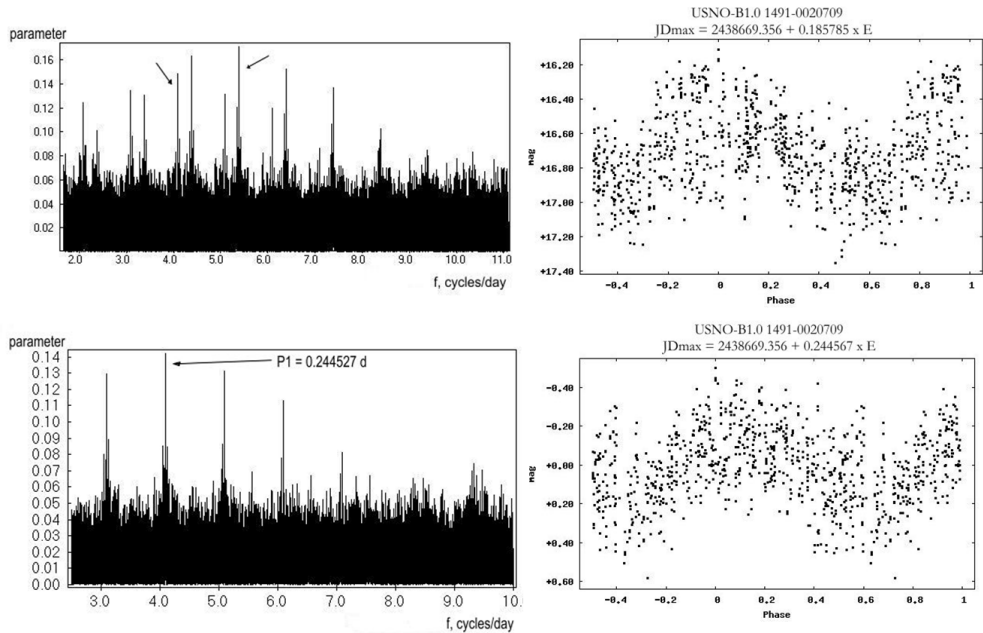 parameter
0.16
0.14
0.12
0.10
0.08
0.06
0.04
0.02
2.0 3.0 4.0 5.0 6.0 7.0 8.0 9.0 10.0 11.0
f, cycles/day
USNO-B1.0 1491-0020709
JDmax = 2438669.356 + 0.185785 x E
+16.20
+16.60
+16.80
+17.00
+17.20
+17.40
mag
-0.4 -0.2 0 0.2 0.4 0.6 0.8 1
Phase
parameter
0.14
0.13
0.12
0.11
0.10
0.09
0.08
0.07
0.06
0.05
0.04
0.03
0.02
0.01
0.00
P1 = 0.244527 d
3.0 4.0 5.0 6.0 7.0 8.0 9.0 10.
f, cycles/day
USNO-B1.0 1491-0020709
JDmax = 2438669.356 + 0.244567 x E
-0.40
-0.20
+0.00
+0.20
+0.40
+0.60
mag
-0.4 -0.2 0 0.2 0.4 0.6 0.8 1
Phase